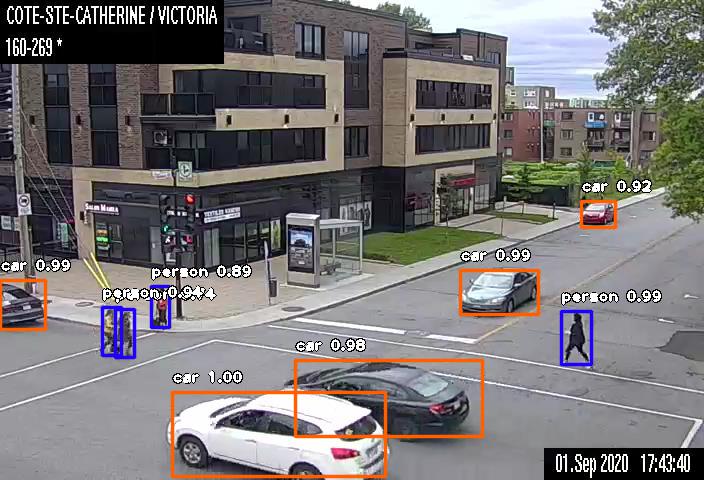 COTE-STE-CATHERINE / VICTORIA
160-269 *
car 0.92
car 0.99
car 0.99
person 0.89
person 0.99
car 0.98
car 1.00
01.Sep 2020 17:43:40